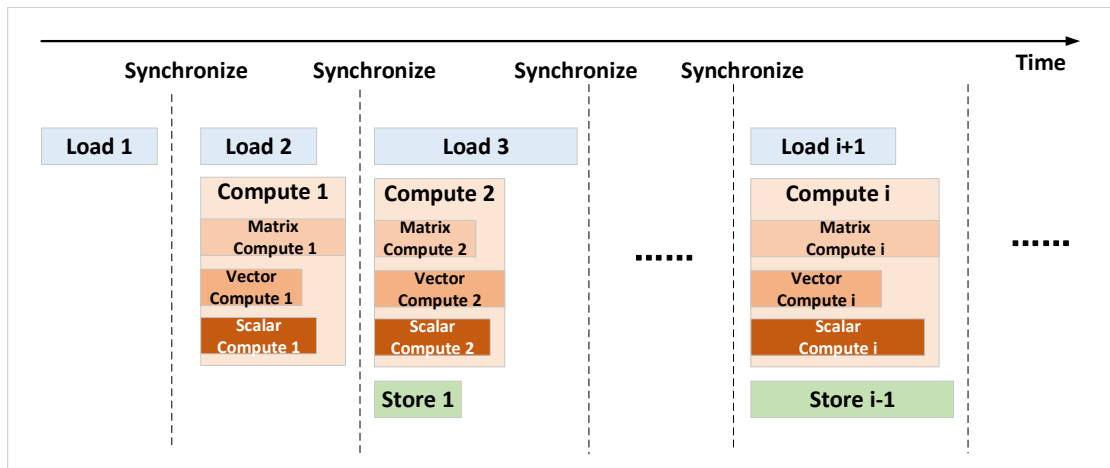 Time
Synchronize
Synchronize
Synchronize
Synchronize
Load 1
Load 2
Load 3
Load i+1
Compute 1
Matrix
Compute 1
Vector
Compute 1
Scalar
Compute 1
Compute 2
Matrix
Compute 2
Vector
Compute 2
Scalar
Compute 2
Store 1
......
Compute i
Matrix
Compute i
Vector
Compute i
Scalar
Compute i
Store i-1
......